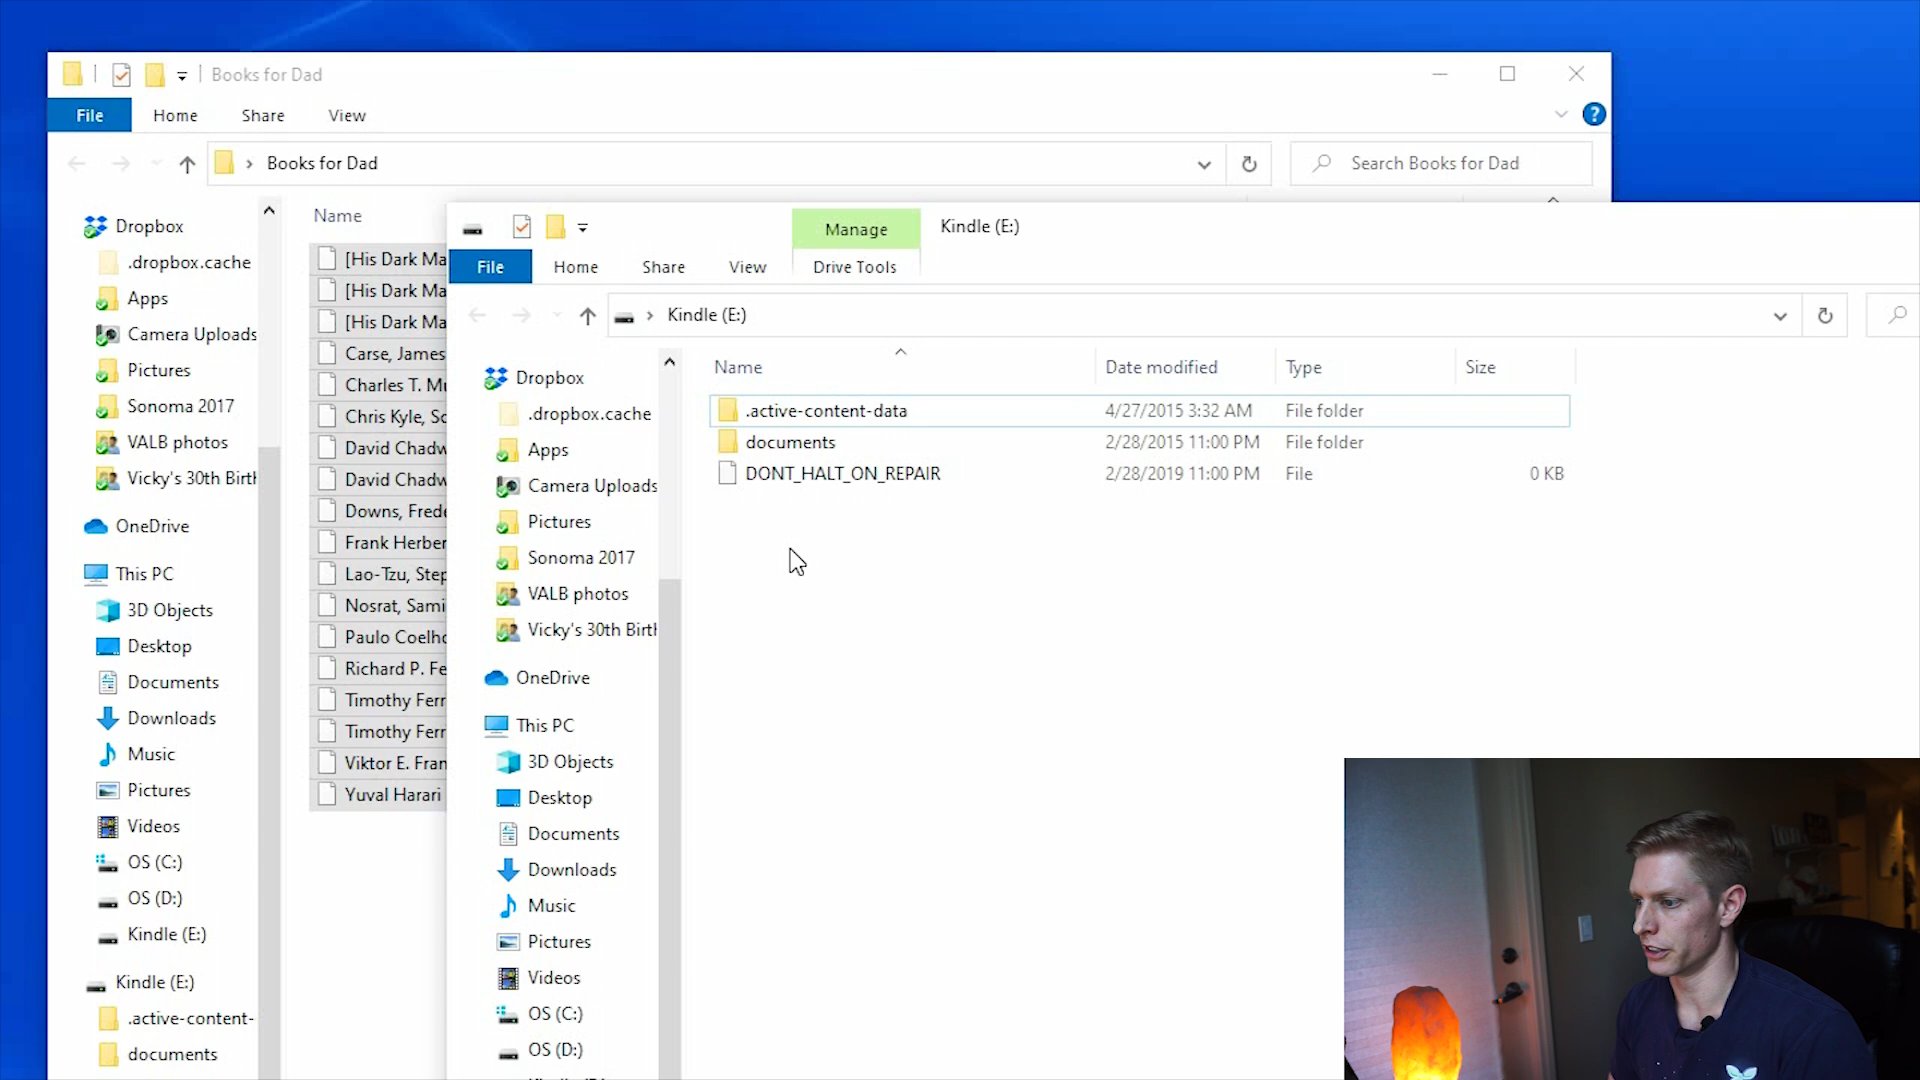 Books for Dad
File Home Share View
Books for Dad
Search Books for Dad
Dropbox
.dropbox.cache
Apps
Camera Uploads
Pictures
Sonoma 2017
VALB photos
Vicky's 30th Birt
OneDrive
This PC
3D Objects
Desktop
Documents
Downloads
Music
Pictures
Videos
OS (C:)
OS (D:)
Kindle (E:)
Kindle (E:)
.active-content-
documents
Name
[His Dark Ma
[His Dark Ma
[His Dark Ma
Carse, James
Charles T. Mu
Chris Kyle, Sc
David Chadw
David Chadw
Downs, Frede
Frank Herber
Lao-Tzu, Step
Nosrat, Sami
Paulo Coelho
Richard P. Fe
Timothy Ferr
Timothy Ferr
Viktor E. Fran
Yuval Harari
Manage Kindle (E:)
File Home Share View Drive Tools
Kindle (E:)
Dropbox
.dropbox.cache
Apps
Camera Uploads
Pictures
Sonoma 2017
VALB photos
Vicky's 30th Birt
OneDrive
This PC
3D Objects
Desktop
Documents
Downloads
Music
Pictures
Videos
OS (C:)
OS (D:)
Name Date modified Type Size
.active-content-data 4/27/2015 3:32 AM File folder
documents 2/28/2015 11:00 PM File folder
DONT_HALT_ON_REPAIR 2/28/2019 11:00 PM File 0 KB